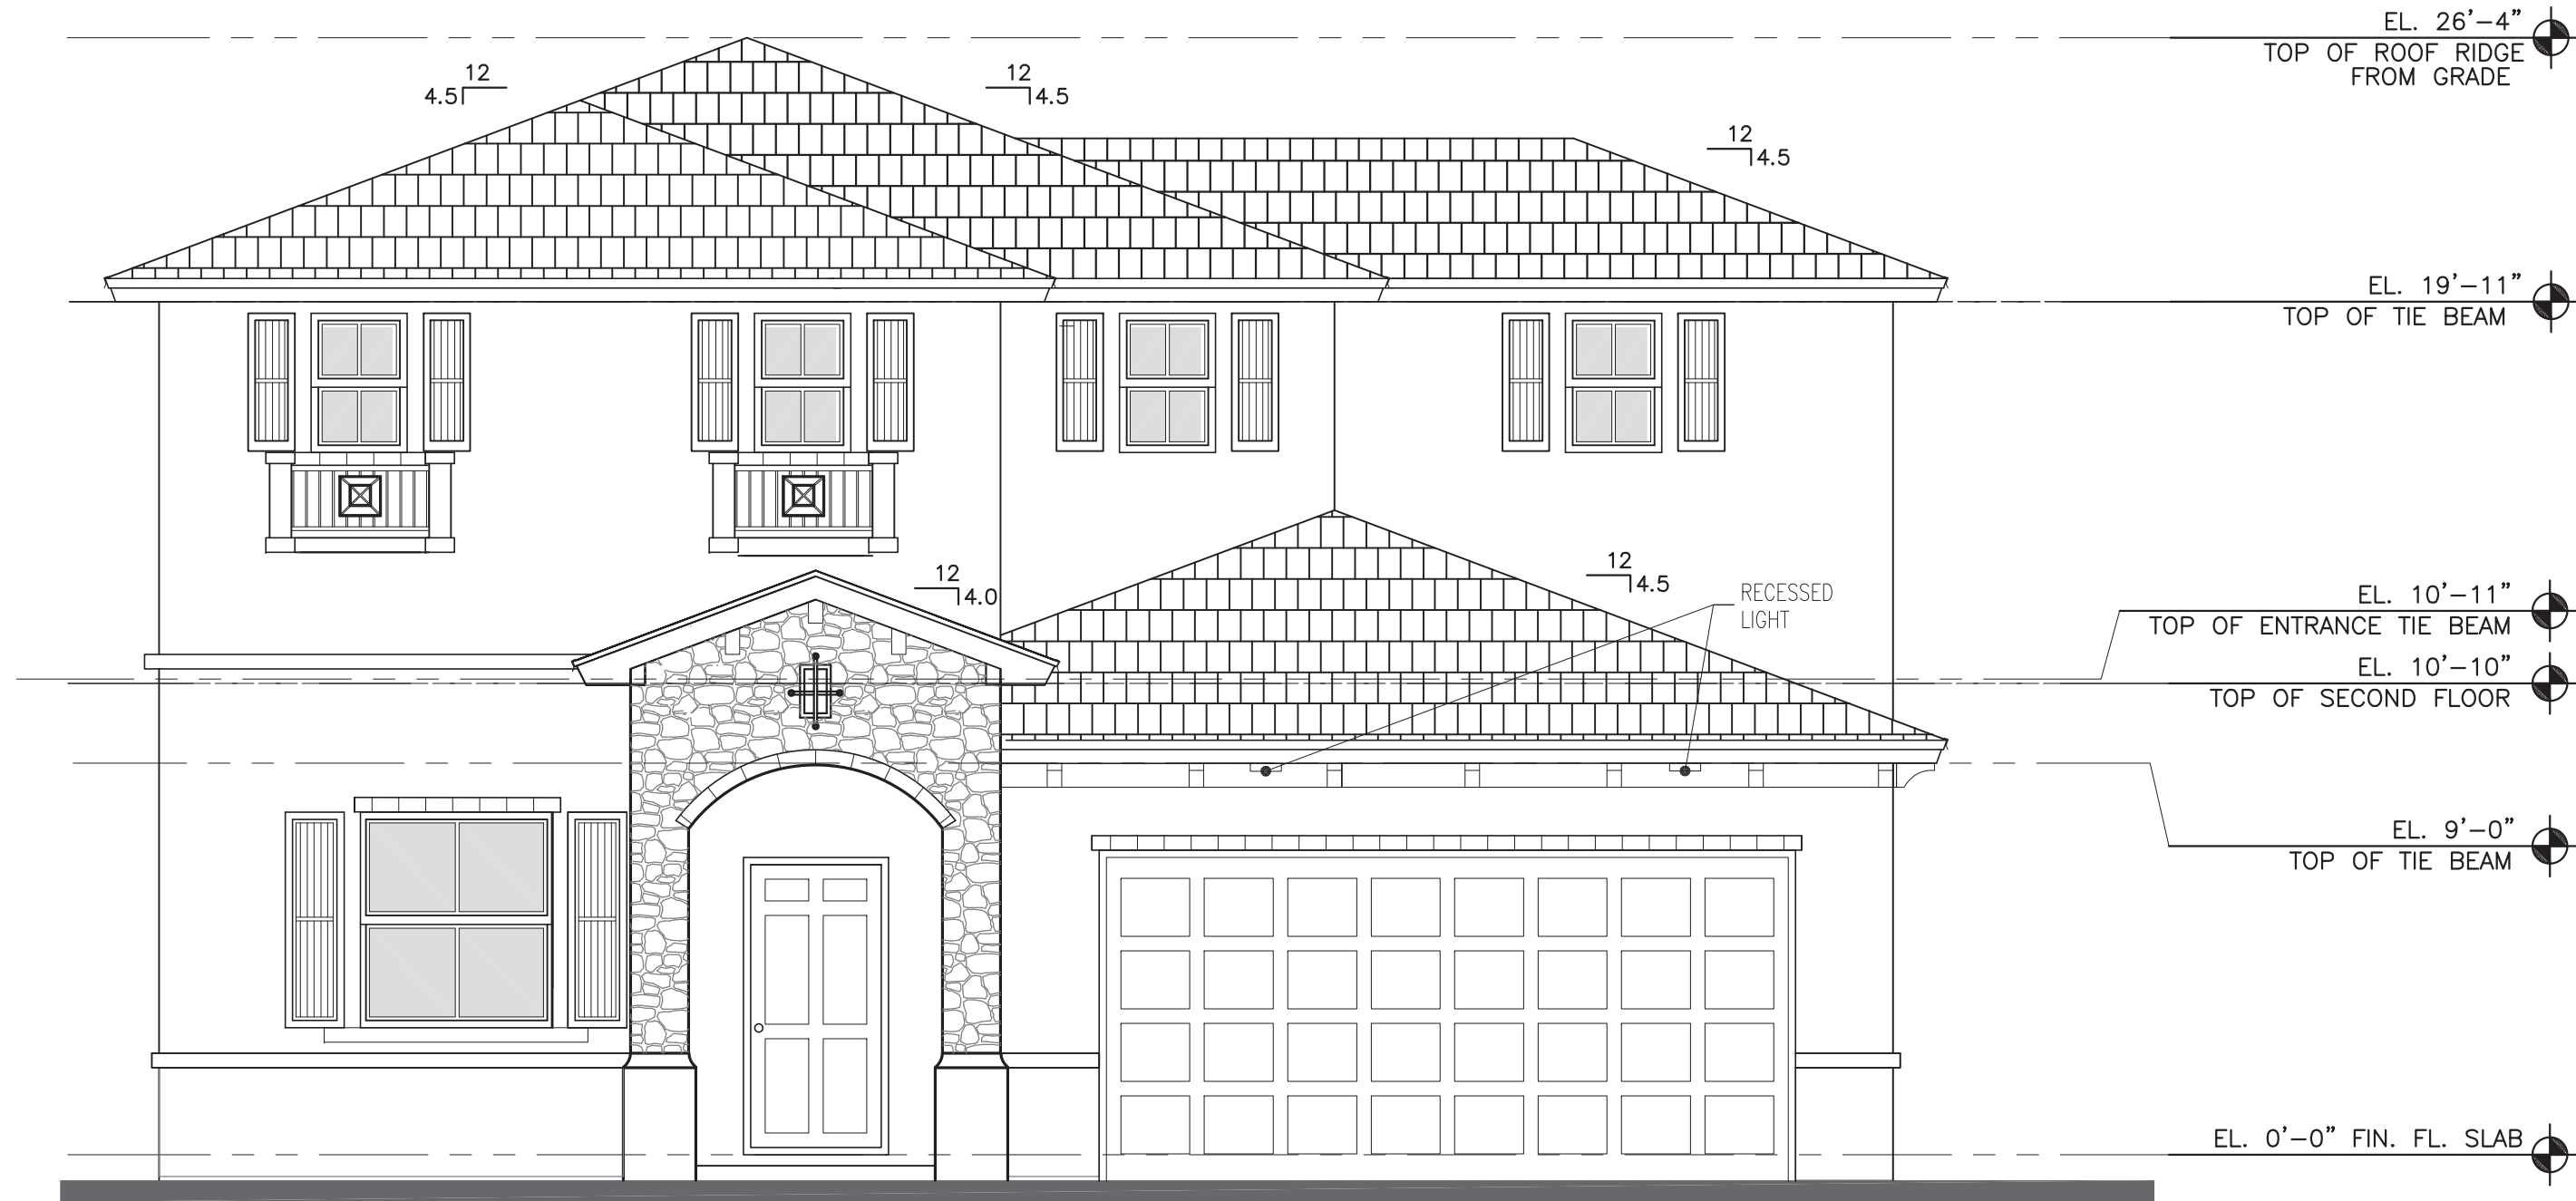 EL. 26'-4"
TOP OF ROOF RIDGE
FROM GRADE
12
4.5
12
4.5
12
4.5
EL. 19'-11"
TOP OF TIE BEAM
12
4.5
12
4.0
RECESSED
LIGHT
EL. 10'-11"
TOP OF ENTRANCE TIE BEAM
EL. 10'-10"
TOP OF SECOND FLOOR
EL. 9'-0"
TOP OF TIE BEAM
EL. 0'-0" FIN. FL. SLAB